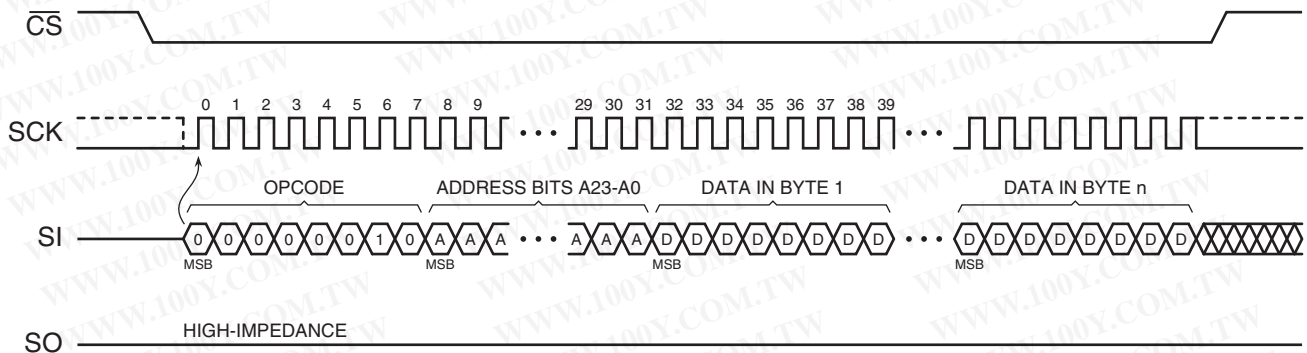 CS
0 1 2 3 4 5 6 7 8 9 29 30 31 32 33 34 35 36 37 38 39
SCK
OPCODE ADDRESS BITS A23-A0 DATA IN BYTE 1 DATA IN BYTE n
SI 0 0 0 0 0 0 1 0 A A A A A A D D D D D D D D D D D D D D D D
MSB MSB MSB MSB
HIGH-IMPEDANCE
SO
WWW.100Y.COM.TW